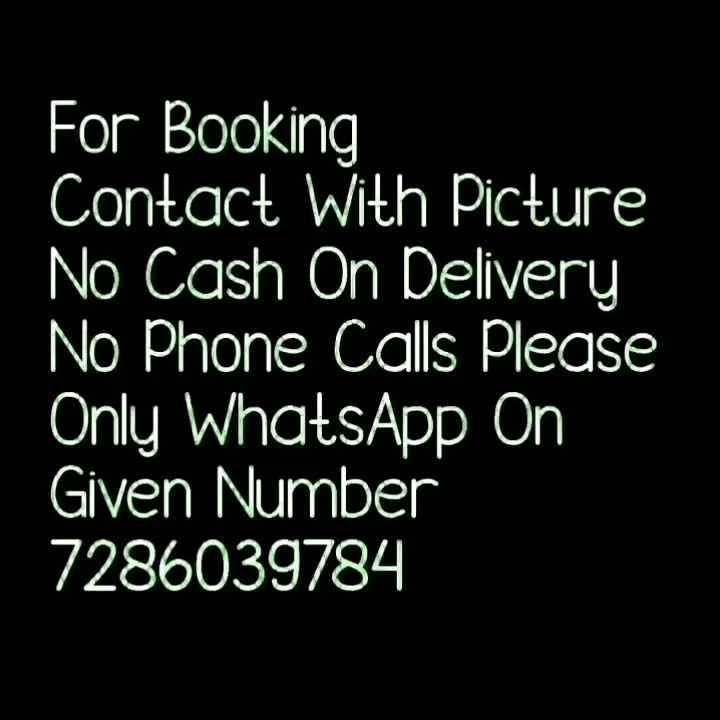 For Booking
Contact With Picture
No Cash On Delivery
No Phone Calls Please
Only WhatsApp On
Given Number
7286039784